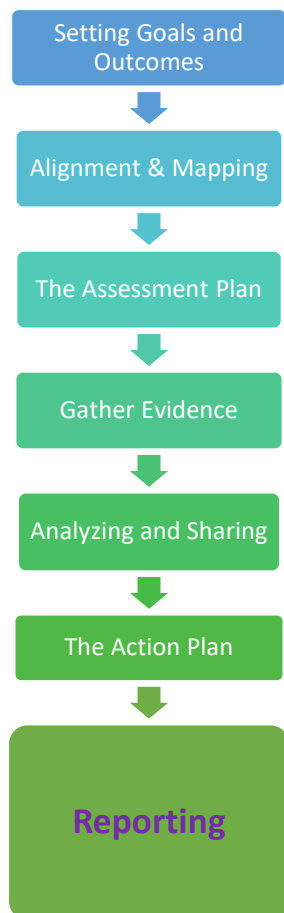 Setting Goals and
Outcomes
Alignment & Mapping
The Assessment Plan
Gather Evidence
Analyzing and Sharing
The Action Plan
Reporting